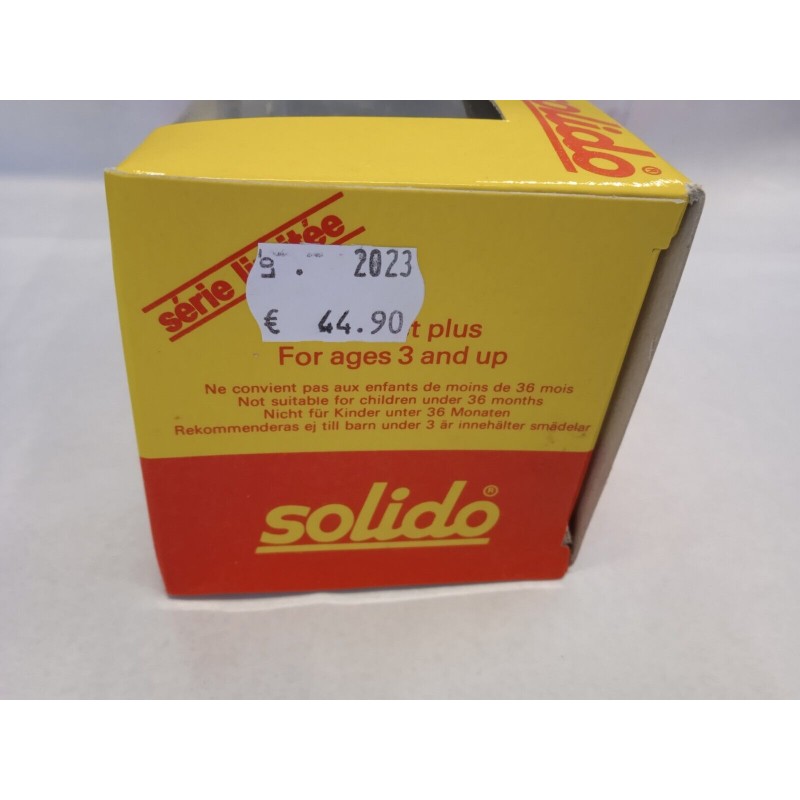 solido®
série limitée
2023
€ 44.90
t plus
For ages 3 and up
Ne convient pas aux enfants de moins de 36 mois
Not suitable for children under 36 months
Nicht für Kinder unter 36 Monaten
Rekommenderas ej till barn under 3 år innehälter smådelar
solido®